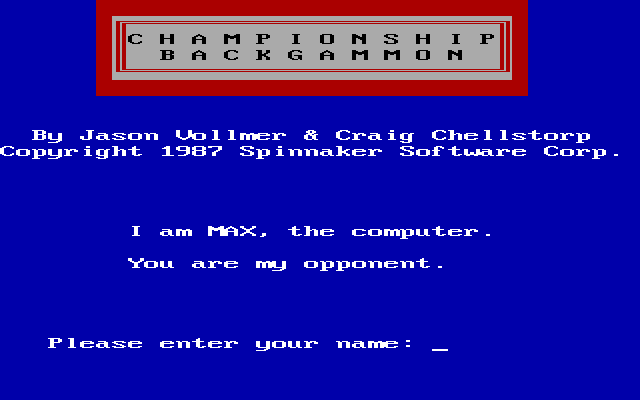 CHAMPIONSHIP
BACKGAMMON
By Jason Vollmer & Craig Chellstorp
Copyright 1987 Spinnaker Software Corp.
I am MAX, the computer.
You are my opponent.
Please enter your name: _